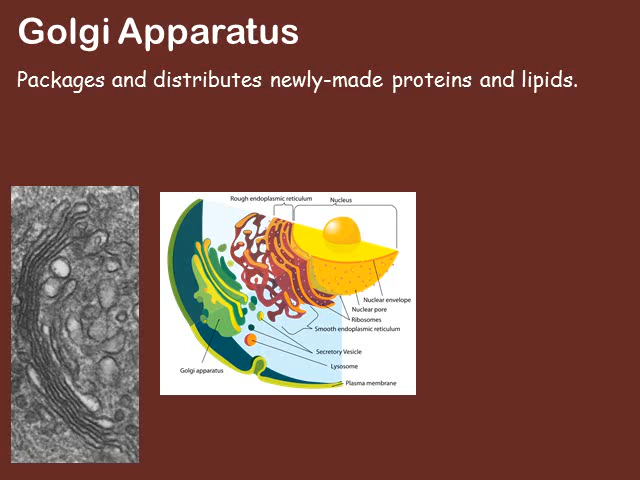 Golgi Apparatus
Packages and distributes newly-made proteins and lipids.
Rough endoplasmic reticulum
Nucleus
Nuclear envelope
Nuclear pore
Ribosomes
Smooth endoplasmic reticulum
Secretory Vesicle
Lysosome
Golgi apparatus
Plasma membrane